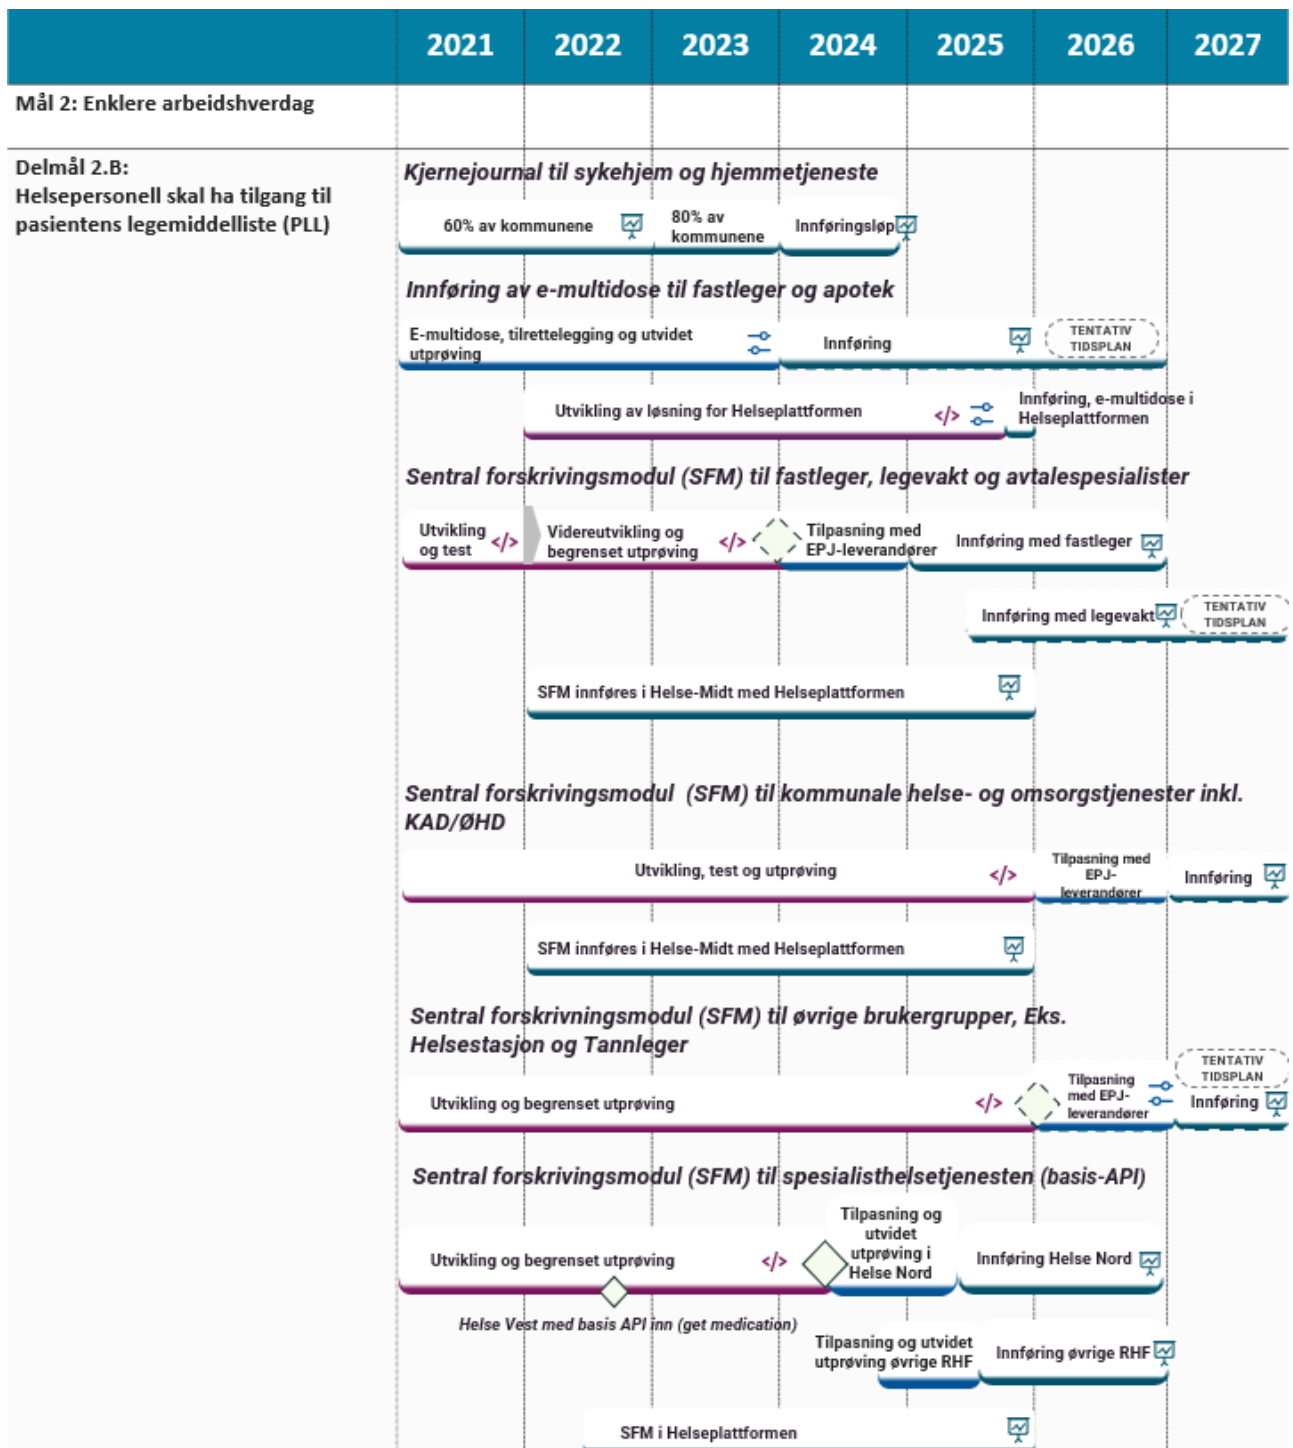 2021 2022 2023 2024 2025 2026 2027
Mål 2: Enklere arbeidshverdag
Delmål 2.B:
Helsepersonell skal ha tilgang til
pasientens legemiddelliste (PLL)
Kjernejournal til sykehjem og hjemmetjeneste
60% av kommunene
80% av
kommunene
Innføringsløp
Innføring av e-multidose til fastleger og apotek
E-multidose, tilrettelegging og utvidet
utprøving
Innføring
TENTATIV
TIDSPLAN
Utvikling av løsning for Helseplattformen
</>
Innføring, e-multidose i
Helseplattformen
Sentral forskrivingsmodul (SFM) til fastleger, legevakt og avtalespesialister
Utvikling
og test
</>
Videreutvikling og
begrenset utprøving
</>
Tilpasning med
EPJ-leverandører
Innføring med fastleger
Innføring med legevakt
TENTATIV
TIDSPLAN
SFM innføres i Helse-Midt med Helseplattformen
Sentral forskrivingsmodul (SFM) til kommunale helse- og omsorgstjenester inkl.
KAD/ØHD
Utvikling, test og utprøving
</>
Tilpasning med
EPJ-
leverandører
Innføring
SFM innføres i Helse-Midt med Helseplattformen
Sentral forskrivningsmodul (SFM) til øvrige brukergrupper, Eks.
Helsestasjon og Tannleger
TENTATIV
TIDSPLAN
Utvikling og begrenset utprøving
</>
Tilpasning
med EPJ-
leverandører
Innføring
Sentral forskrivingsmodul (SFM) til spesialisthelsetjenesten (basis-API)
Utvikling og begrenset utprøving
</>
Tilpasning og
utvidet
utprøving i
Helse Nord
Innføring Helse Nord
Helse Vest med basis API inn (get medication)
Tilpasning og utvidet
utprøving øvrige RHF
Innføring øvrige RHF
SFM i Helseplattformen